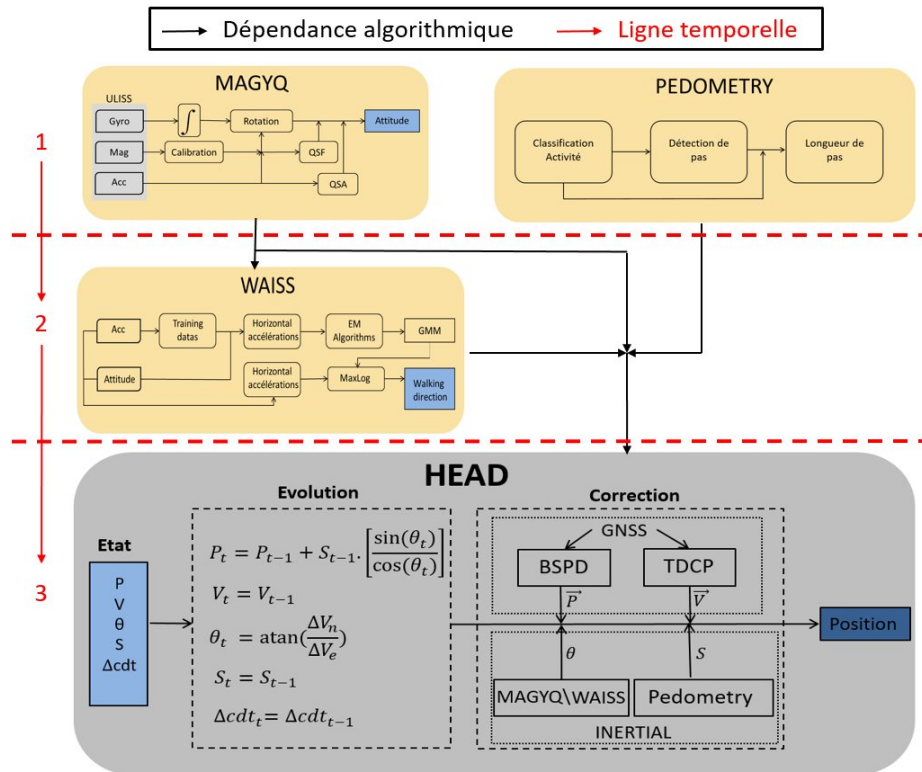 Dépendance algorithmique
Ligne temporelle
MAGYQ
ULISS
Gyro
∫
Rotation
Attitude
Mag
Calibration
QSF
Acc
QSA
PEDOMETRY
Classification
Activité
Détection de
pas
Longueur de
pas
1
2
3
WAISS
Acc
Training
datas
Horizontal
accélérations
EM
Algorithms
GMM
Attitude
Horizontal
accélérations
MaxLog
Walking
direction
HEAD
Etat
P
V
θ
S
Δcdt
Evolution
P_t = P_{t-1} + S_{t-1}. [sin(θ_t) / cos(θ_t)]
V_t = V_{t-1}
θ_t = atan(ΔV_n / ΔV_e)
S_t = S_{t-1}
Δcdt_t = Δcdt_{t-1}
Correction
GNSS
BSPD
TDCP
P⃗
V⃗
θ
S
MAGYQ\WAISS
Pedometry
INERTIAL
Position